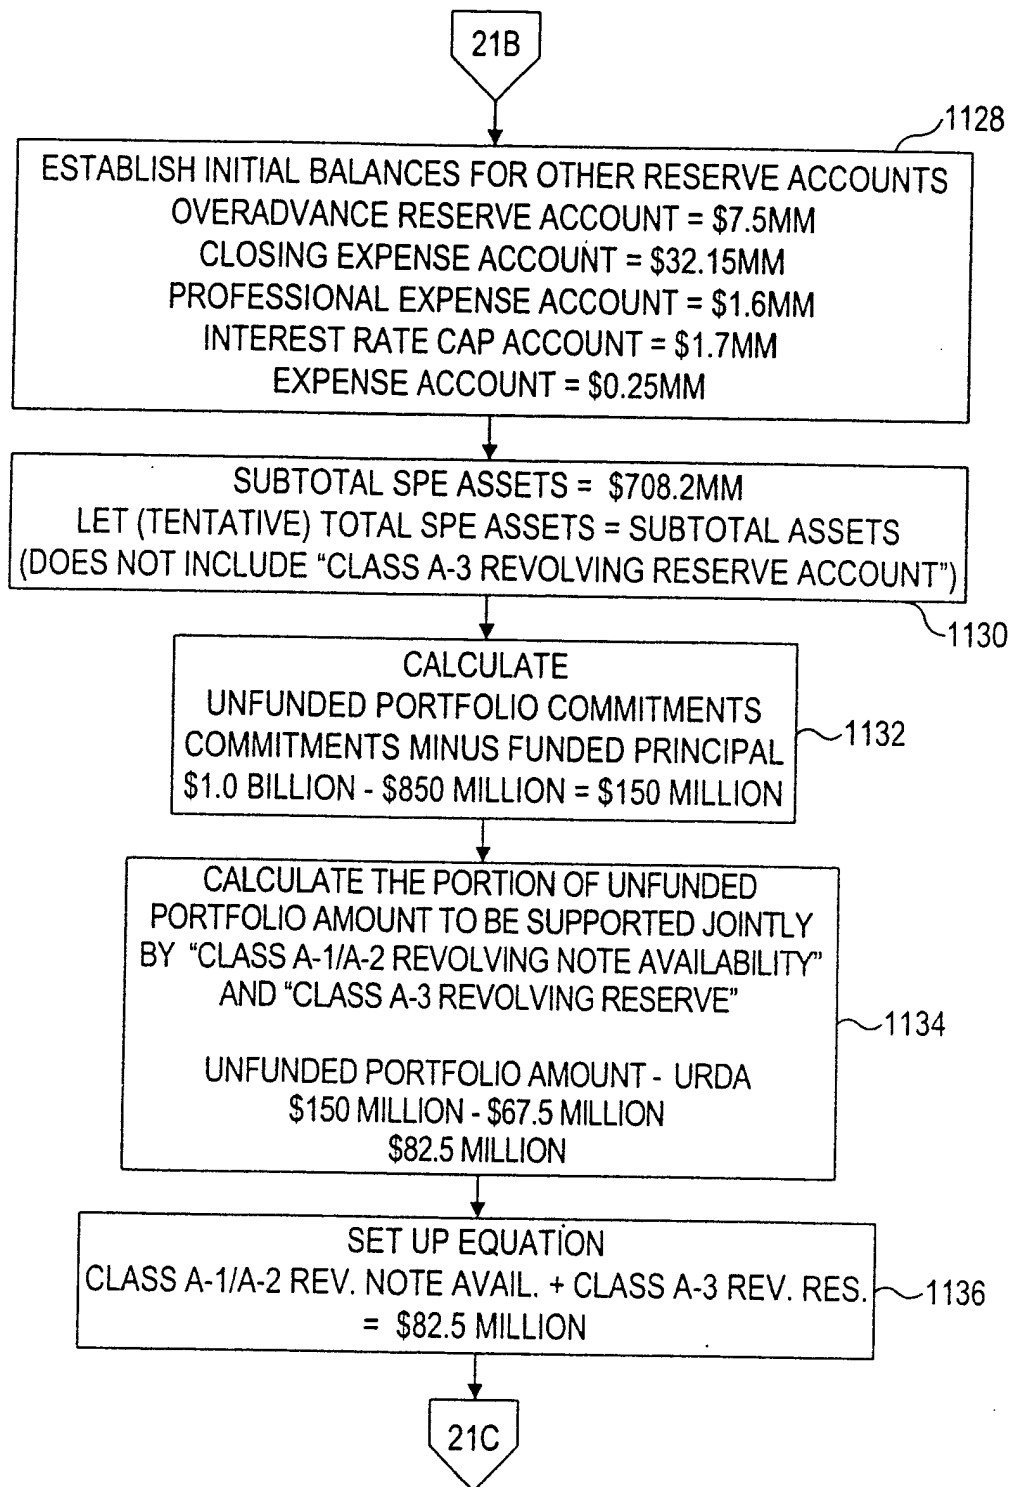 21B
1128
ESTABLISH INITIAL BALANCES FOR OTHER RESERVE ACCOUNTS
OVERADVANCE RESERVE ACCOUNT = $7.5MM
CLOSING EXPENSE ACCOUNT = $32.15MM
PROFESSIONAL EXPENSE ACCOUNT = $1.6MM
INTEREST RATE CAP ACCOUNT = $1.7MM
EXPENSE ACCOUNT = $0.25MM
SUBTOTAL SPE ASSETS = $708.2MM
LET (TENTATIVE) TOTAL SPE ASSETS = SUBTOTAL ASSETS
(DOES NOT INCLUDE “CLASS A-3 REVOLVING RESERVE ACCOUNT”)
1130
CALCULATE
UNFUNDED PORTFOLIO COMMITMENTS
COMMITMENTS MINUS FUNDED PRINCIPAL
$1.0 BILLION - $850 MILLION = $150 MILLION
1132
CALCULATE THE PORTION OF UNFUNDED
PORTFOLIO AMOUNT TO BE SUPPORTED JOINTLY
BY “CLASS A-1/A-2 REVOLVING NOTE AVAILABILITY”
AND “CLASS A-3 REVOLVING RESERVE”
1134
UNFUNDED PORTFOLIO AMOUNT - URDA
$150 MILLION - $67.5 MILLION
$82.5 MILLION
SET UP EQUATION
CLASS A-1/A-2 REV. NOTE AVAIL. + CLASS A-3 REV. RES.
= $82.5 MILLION
1136
21C